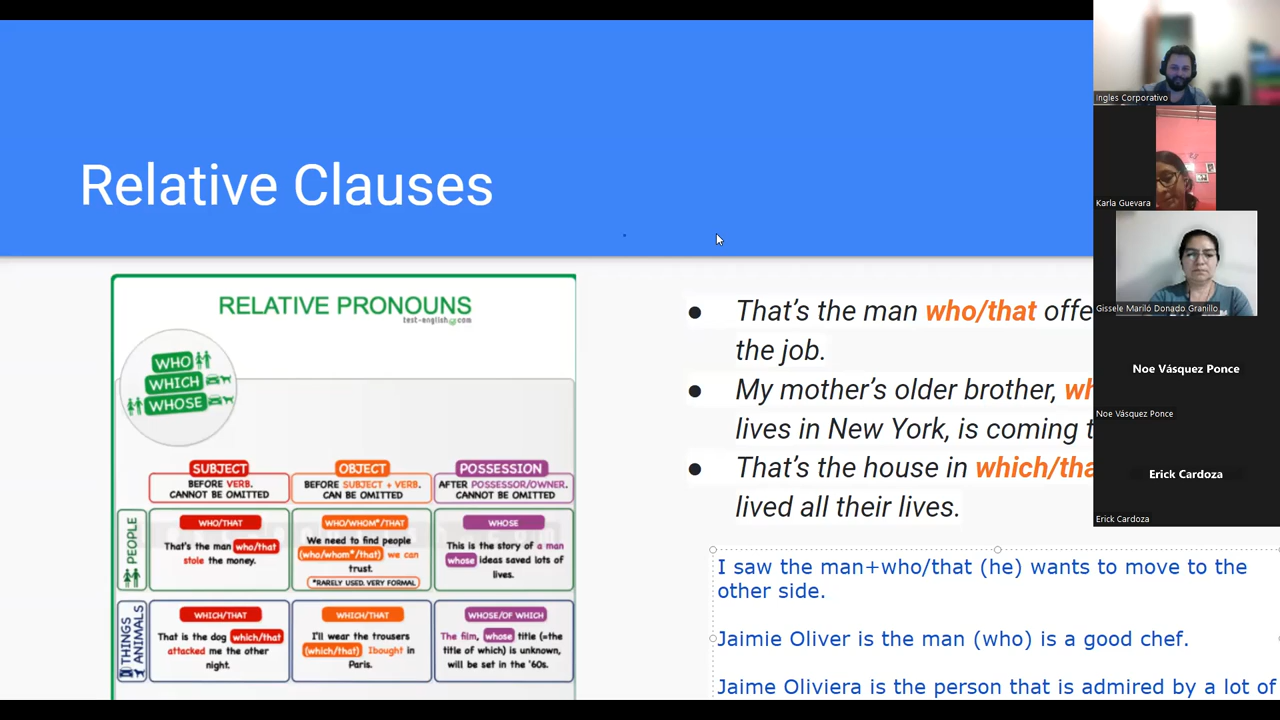 Relative Clauses
RELATIVE PRONOUNS
test-english.com
WHO
WHICH
WHOSE
SUBJECT
BEFORE VERB.
CANNOT BE OMITTED
OBJECT
BEFORE SUBJECT + VERB.
CAN BE OMITTED
POSSESSION
AFTER POSSESSOR/OWNER.
CANNOT BE OMITTED
PEOPLE
WHO/THAT
That's the man who/that
stole the money.
WHO/WHOM*/THAT
We need to find people
(who/whom*/that) we can
trust.
*RARELY USED. VERY FORMAL
WHOSE
This is the story of a man
whose ideas saved lots of
lives.
THINGS
ANIMALS
WHICH/THAT
That is the dog which/that
attacked me the other
night.
WHICH/THAT
I'll wear the trousers
(which/that) I bought in
Paris.
WHOSE/OF WHICH
The film, whose title (=the
title of which) is unknown,
will be set in the '60s.
● That's the man who/that offe
the job.
● My mother's older brother, wh
lives in New York, is coming t
● That's the house in which/tha
lived all their lives.
I saw the man+who/that (he) wants to move to the
other side.
Jaimie Oliver is the man (who) is a good chef.
Jaime Oliviera is the person that is admired by a lot of
Ingles Corporativo
Karla Guevara
Gissele Mariló Donado Granillo
Noe Vásquez Ponce
Noe Vásquez Ponce
Erick Cardoza
Erick Cardoza